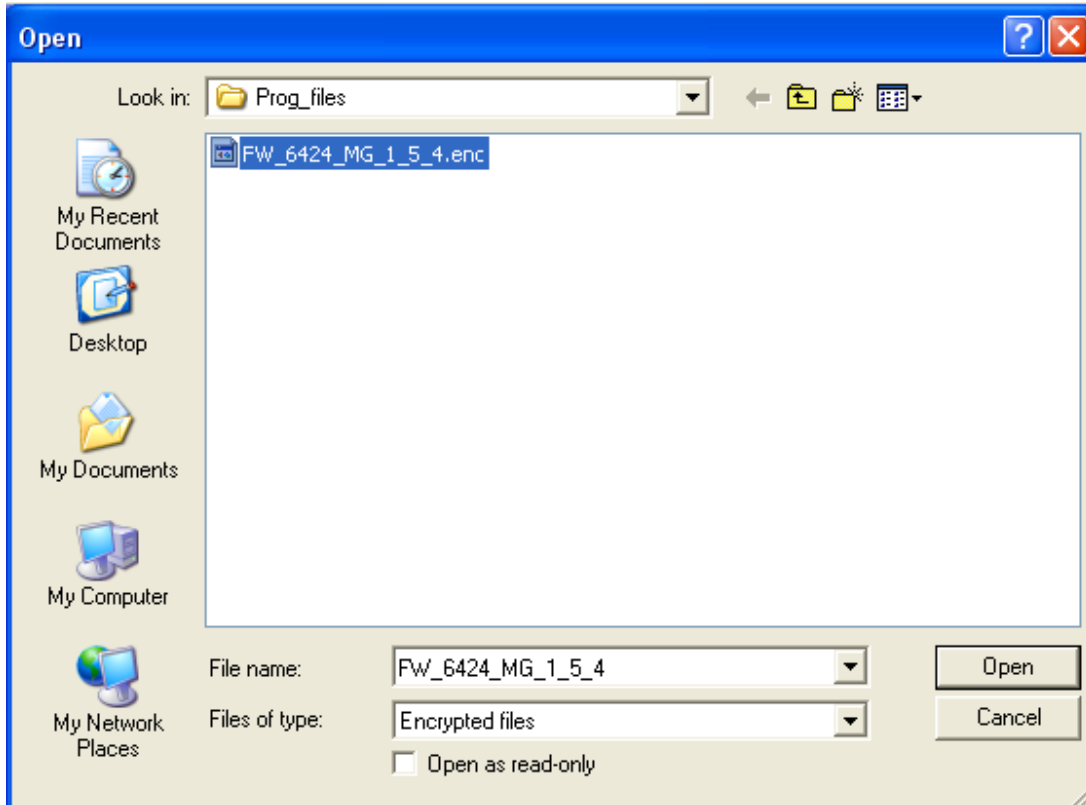 Open
Look in:
Prog_files
FW_6424_MG_1_5_4.enc
My Recent
Documents
Desktop
My Documents
My Computer
My Network
Places
File name:
FW_6424_MG_1_5_4
Open
Files of type:
Encrypted files
Cancel
Open as read-only